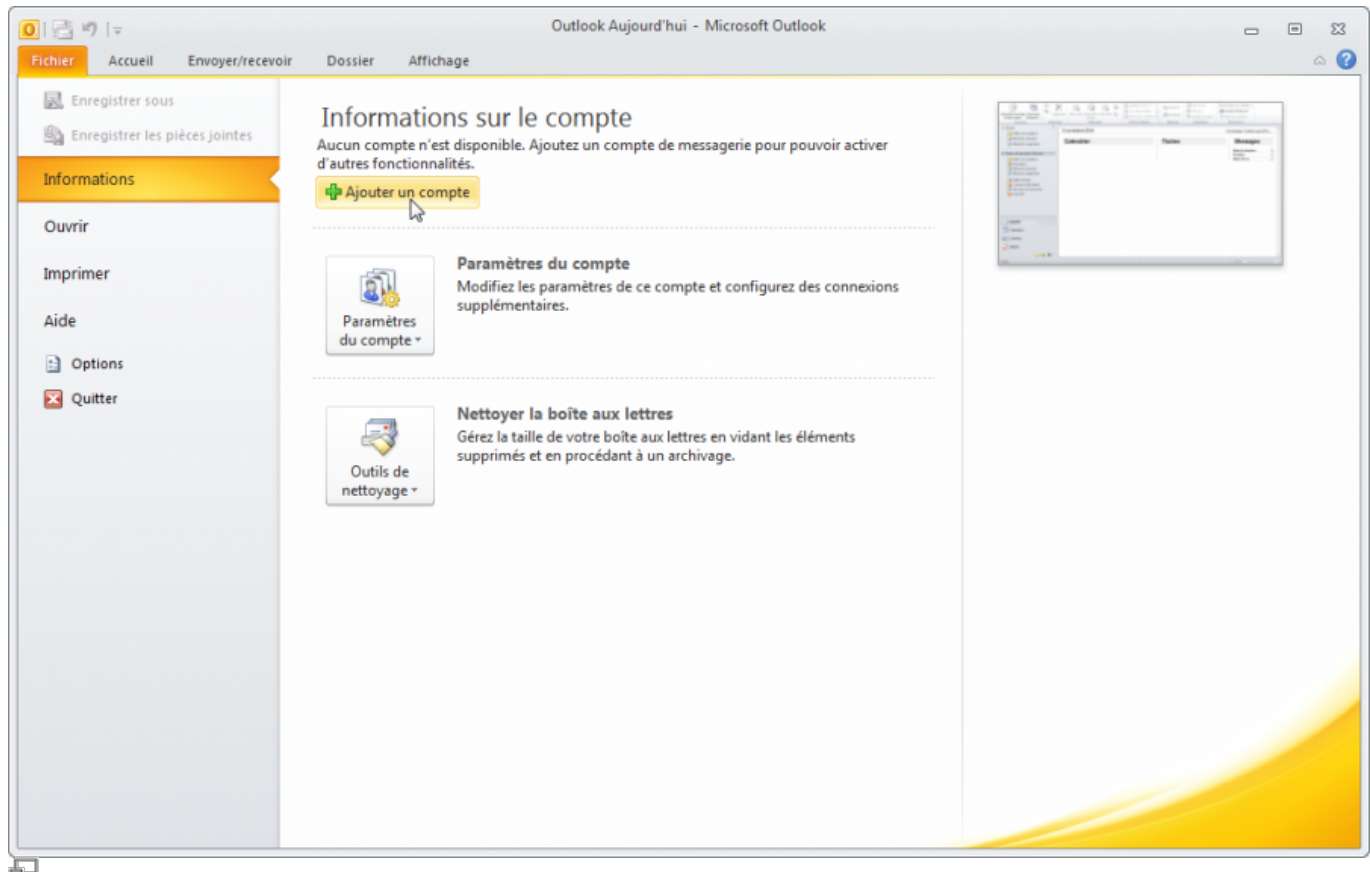 Outlook Aujourd'hui - Microsoft Outlook
Fichier Accueil Envoyer/recevoir Dossier Affichage
Enregistrer sous
Enregistrer les pièces jointes
Informations
Ouvrir
Imprimer
Aide
Options
Quitter
Informations sur le compte
Aucun compte n'est disponible. Ajoutez un compte de messagerie pour pouvoir activer
d'autres fonctionnalités.
Ajouter un compte
Paramètres
du compte
Paramètres du compte
Modifiez les paramètres de ce compte et configurez des connexions
supplémentaires.
Outils de
nettoyage
Nettoyer la boîte aux lettres
Gérez la taille de votre boîte aux lettres en vidant les éléments
supprimés et en procédant à un archivage.
Calendrier Tâches Messages